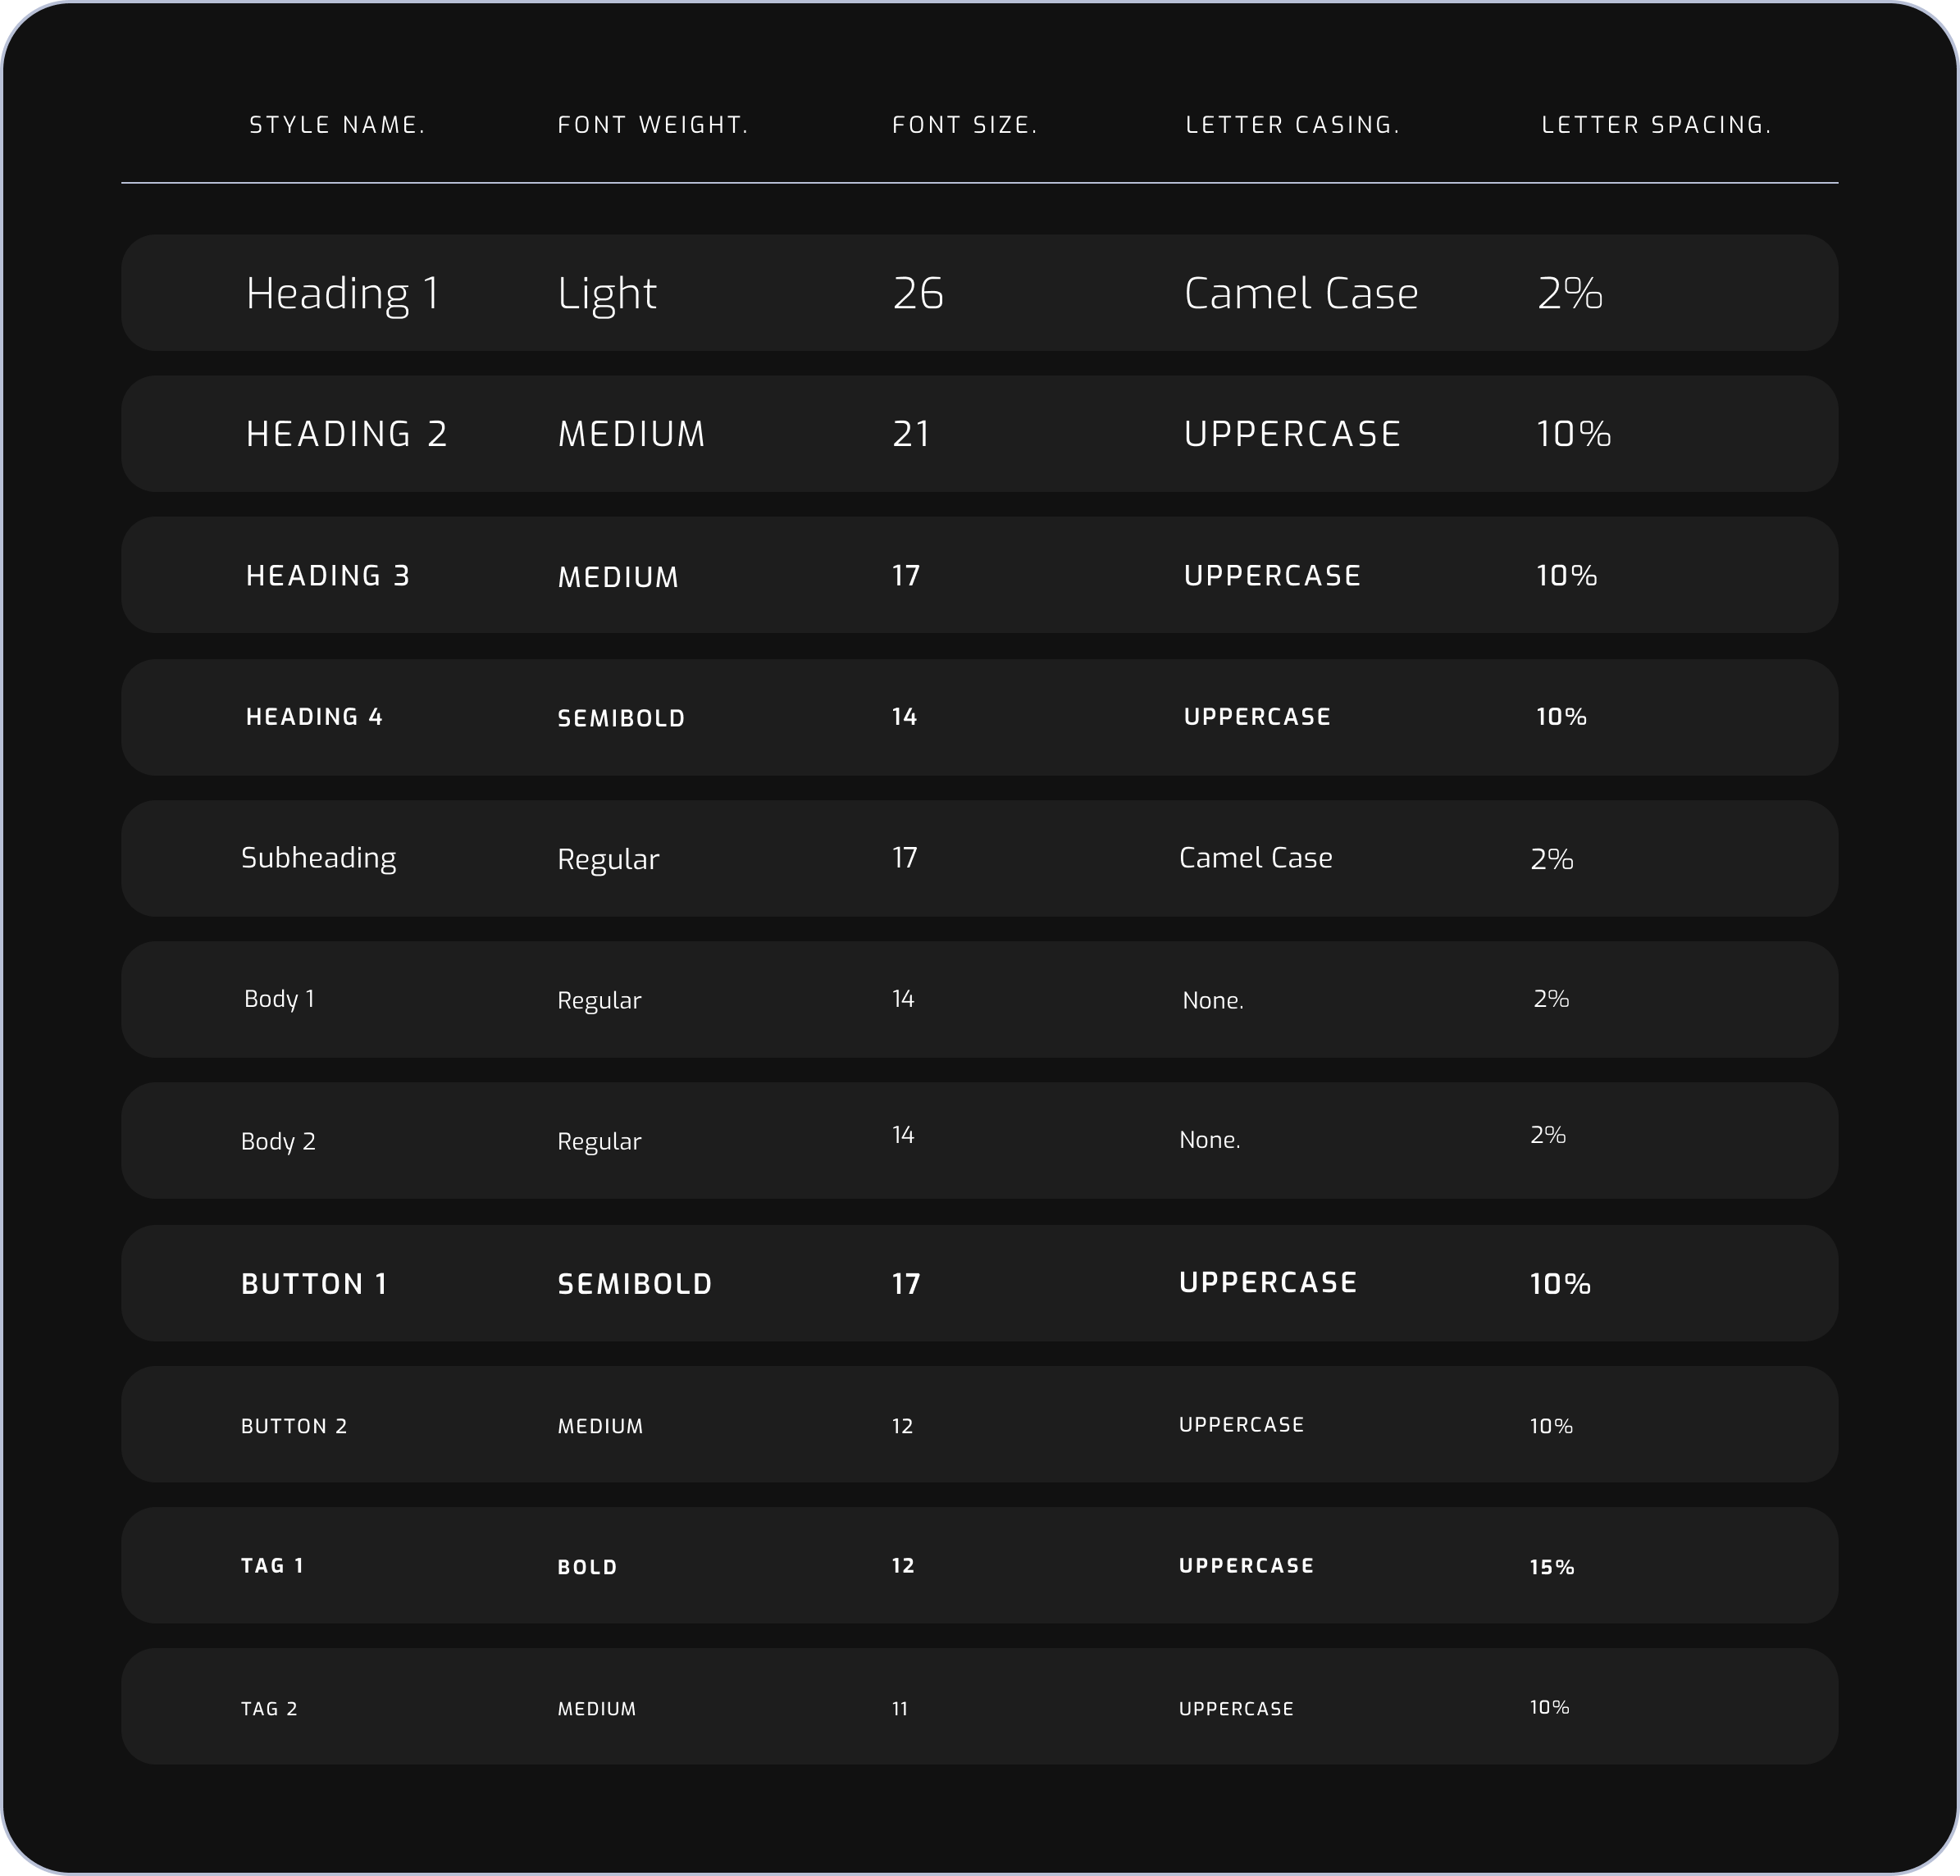 STYLE NAME. FONT WEIGHT. FONT SIZE. LETTER CASING. LETTER SPACING.
Heading 1 Light 26 Camel Case 2%
HEADING 2 MEDIUM 21 UPPERCASE 10%
HEADING 3 MEDIUM 17 UPPERCASE 10%
HEADING 4 SEMIBOLD 14 UPPERCASE 10%
Subheading Regular 17 Camel Case 2%
Body 1 Regular 14 None. 2%
Body 2 Regular 14 None. 2%
BUTTON 1 SEMIBOLD 17 UPPERCASE 10%
BUTTON 2 MEDIUM 12 UPPERCASE 10%
TAG 1 BOLD 12 UPPERCASE 15%
TAG 2 MEDIUM 11 UPPERCASE 10%